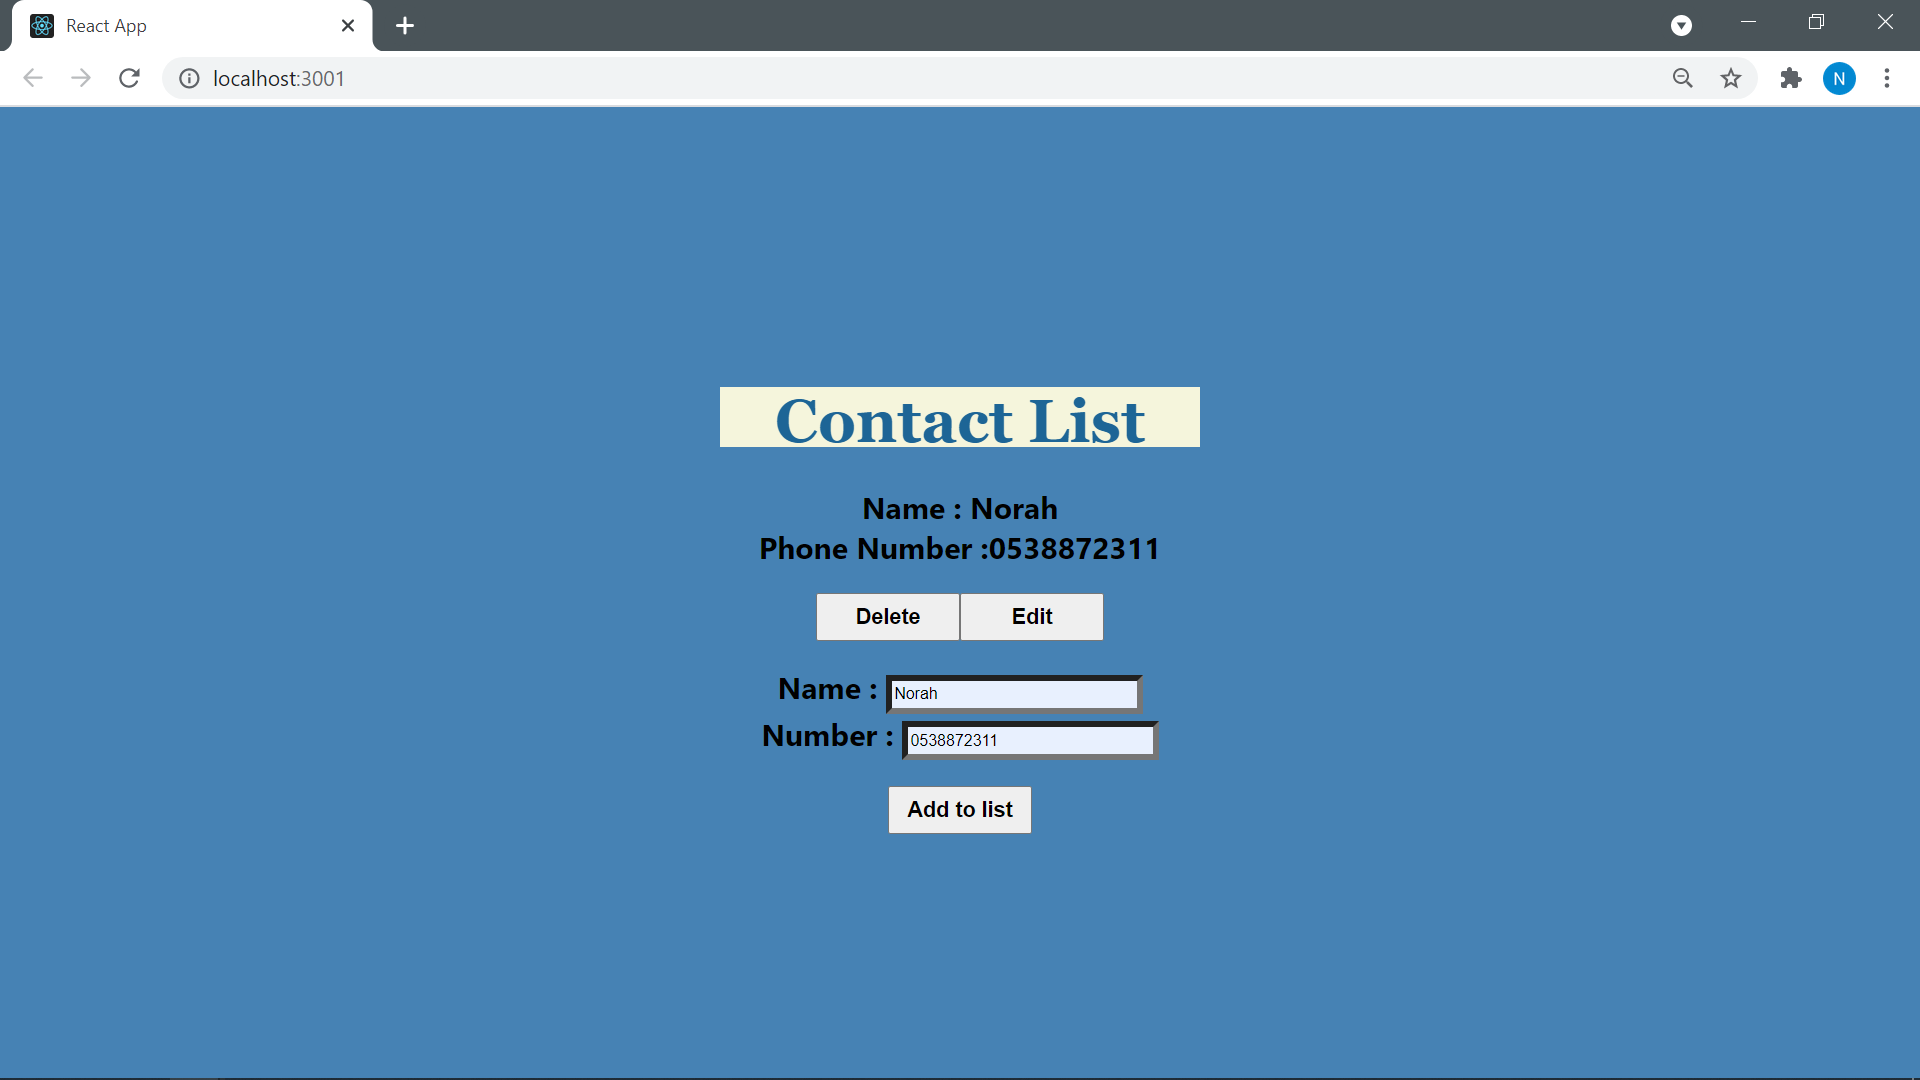 React App
localhost:3001
N
Contact List
Name : Norah
Phone Number :0538872311
Delete Edit
Name : Norah
Number : 0538872311
Add to list